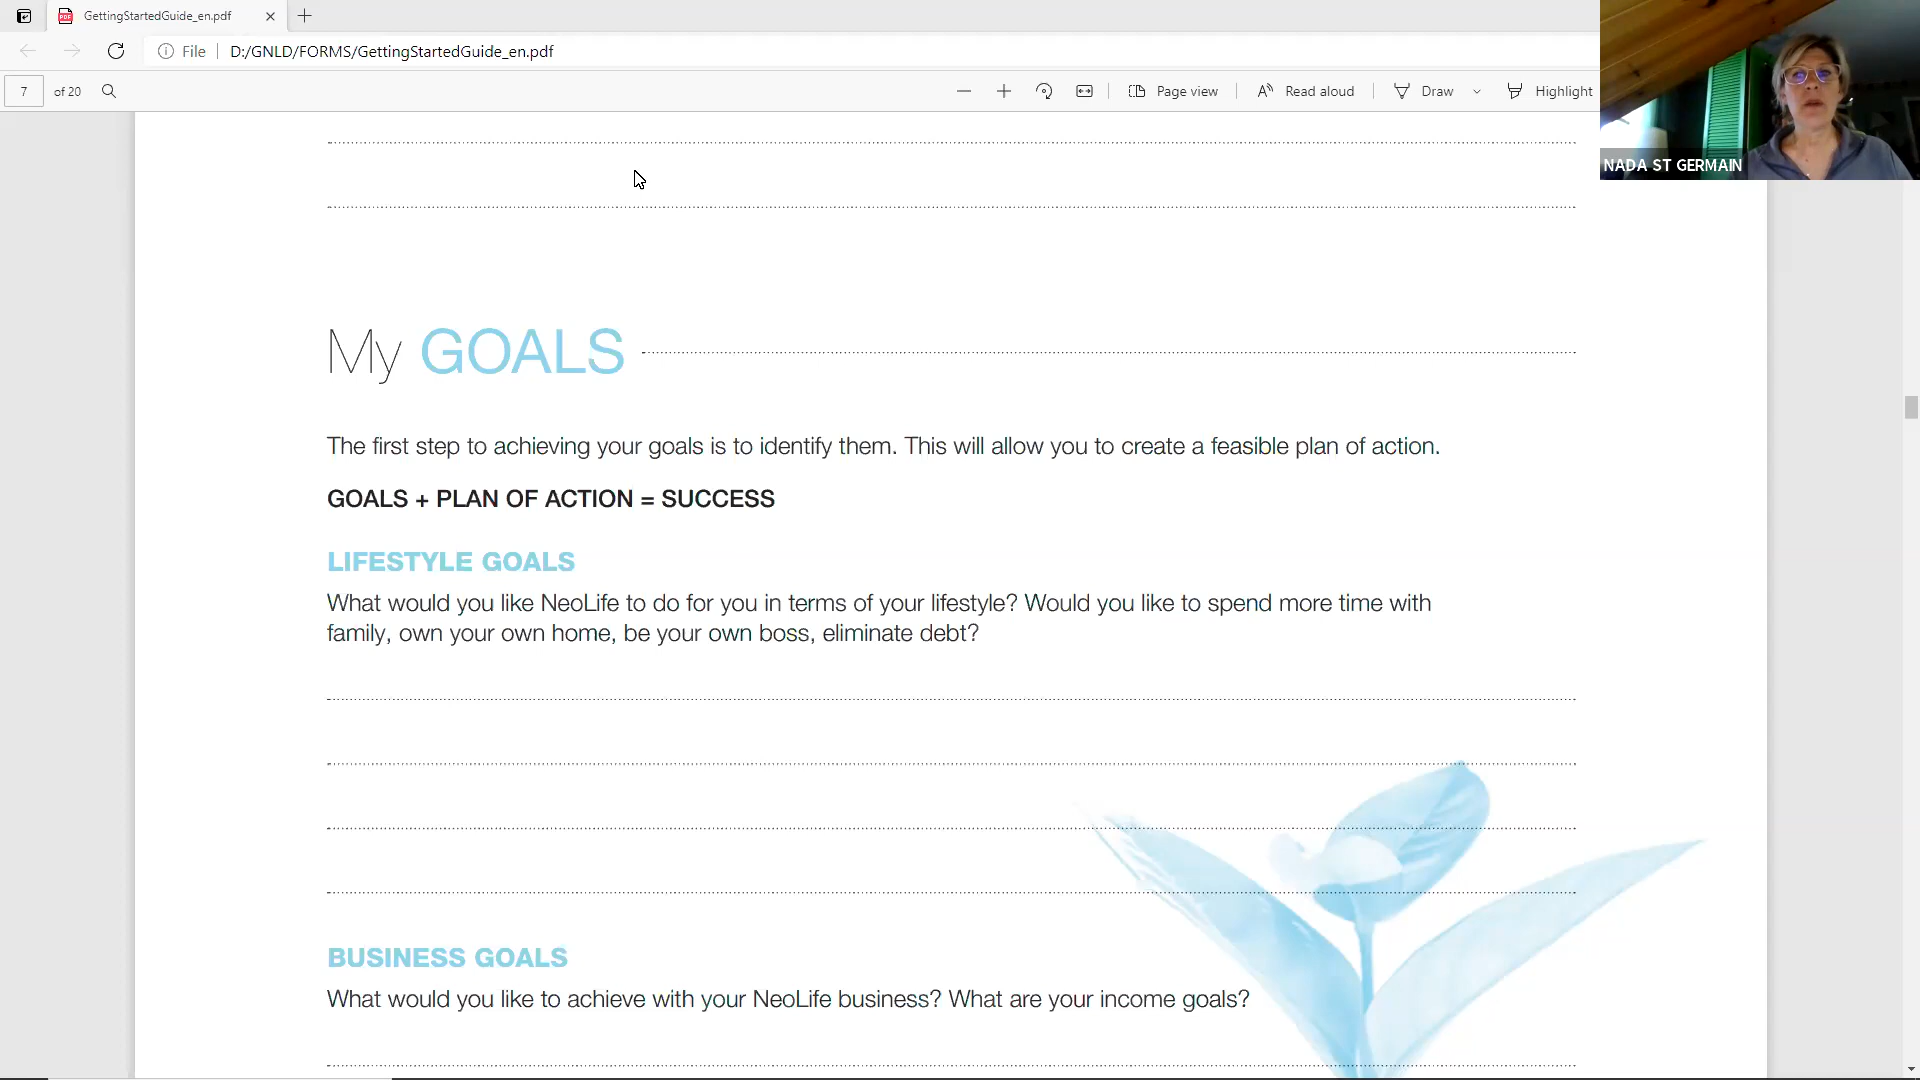 GettingStartedGuide_en.pdf
File D:/GNLD/FORMS/GettingStartedGuide_en.pdf
7 of 20 Page view Read aloud Draw Highlight
NADA ST GERMAIN
My GOALS
The first step to achieving your goals is to identify them. This will allow you to create a feasible plan of action.
GOALS + PLAN OF ACTION = SUCCESS
LIFESTYLE GOALS
What would you like NeoLife to do for you in terms of your lifestyle? Would you like to spend more time with
family, own your own home, be your own boss, eliminate debt?
BUSINESS GOALS
What would you like to achieve with your NeoLife business? What are your income goals?